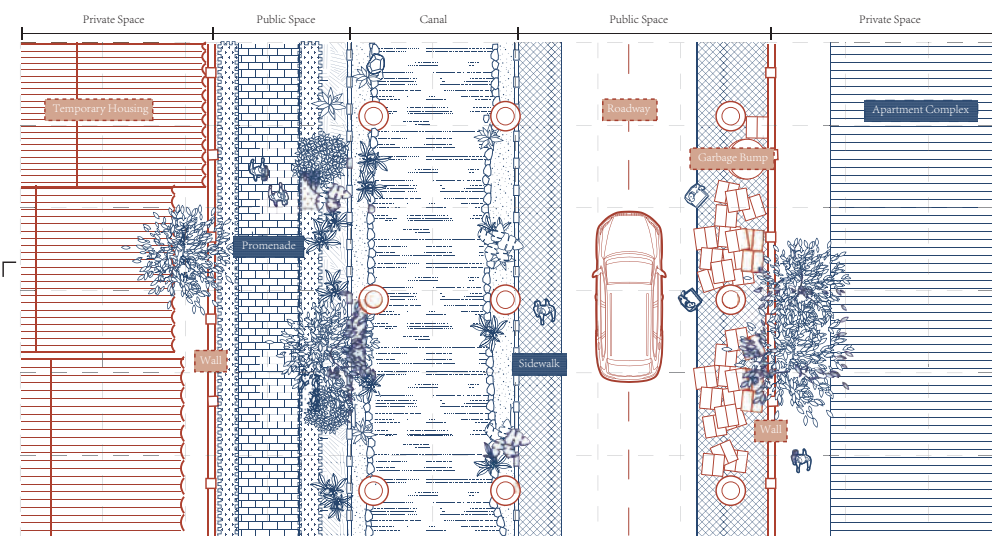 Private Space
Public Space
Canal
Public Space
Private Space
Temporary Housing
Roadway
Apartment Complex
Garbage Bump
Promenade
Wall
Sidewalk
Wall